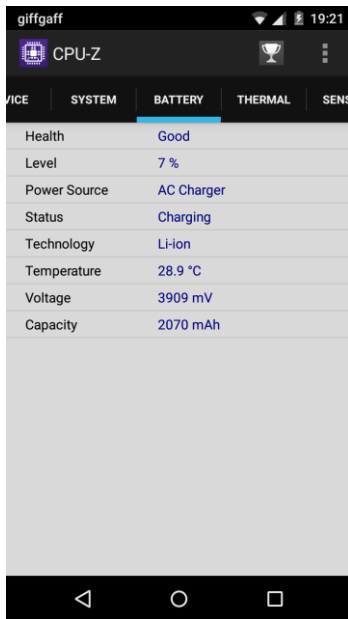 giffgaff 19:21
CPU-Z
VICE SYSTEM BATTERY THERMAL SENS
Health Good
Level 7 %
Power Source AC Charger
Status Charging
Technology Li-ion
Temperature 28.9 °C
Voltage 3909 mV
Capacity 2070 mAh